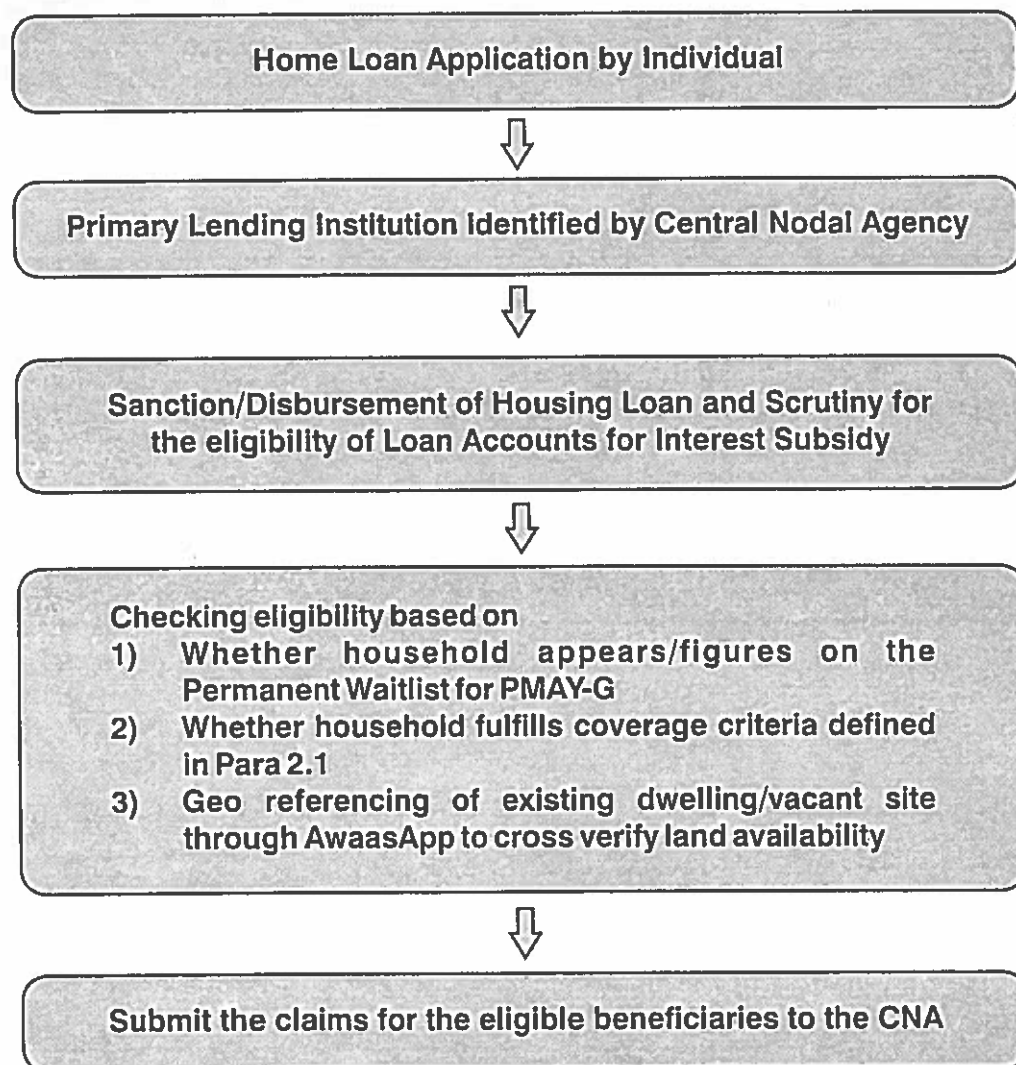 Home Loan Application by Individual
Primary Lending Institution Identified by Central Nodal Agency
Sanction/Disbursement of Housing Loan and Scrutiny for
the eligibility of Loan Accounts for Interest Subsidy
Checking eligibility based on
1) Whether household appears/figures on the
Permanent Waitlist for PMAY-G
2) Whether household fulfills coverage criteria defined
in Para 2.1
3) Geo referencing of existing dwelling/vacant site
through AwaasApp to cross verify land availability
Submit the claims for the eligible beneficiaries to the CNA